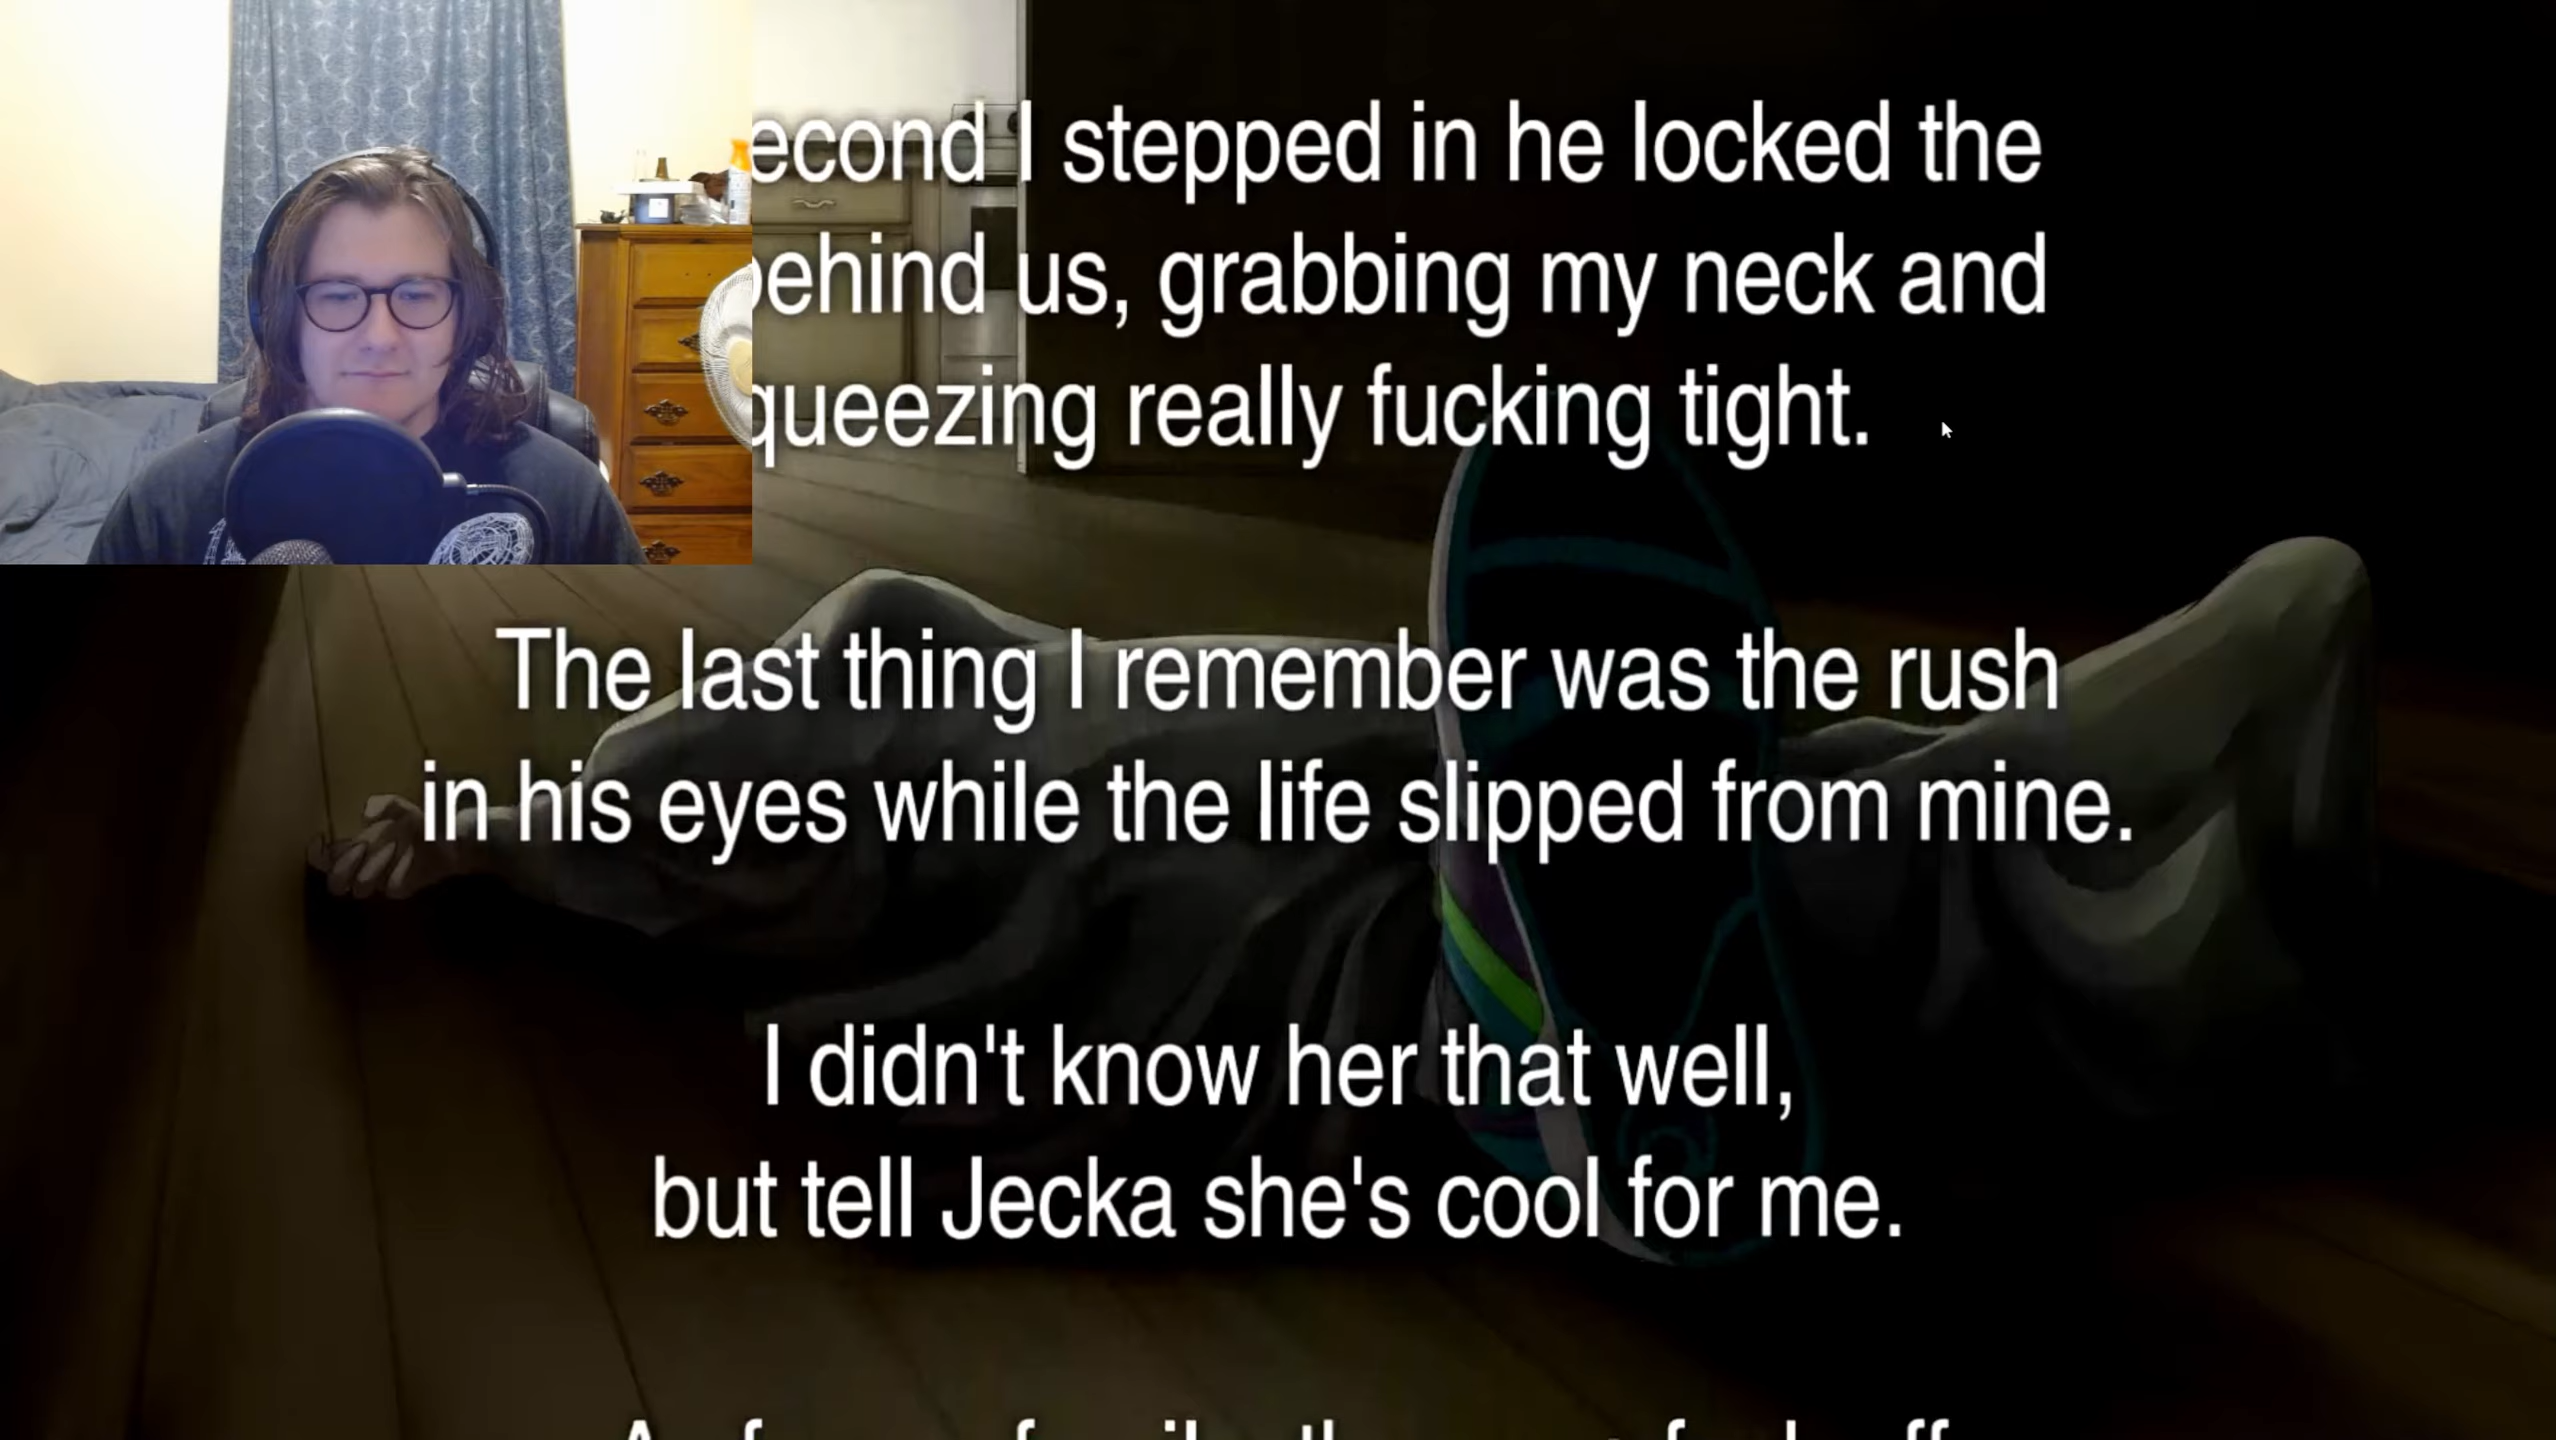 econd I stepped in he locked the
behind us, grabbing my neck and
queezing really fucking tight.
The last thing I remember was the rush
in his eyes while the life slipped from mine.
I didn't know her that well,
but tell Jecka she's cool for me.